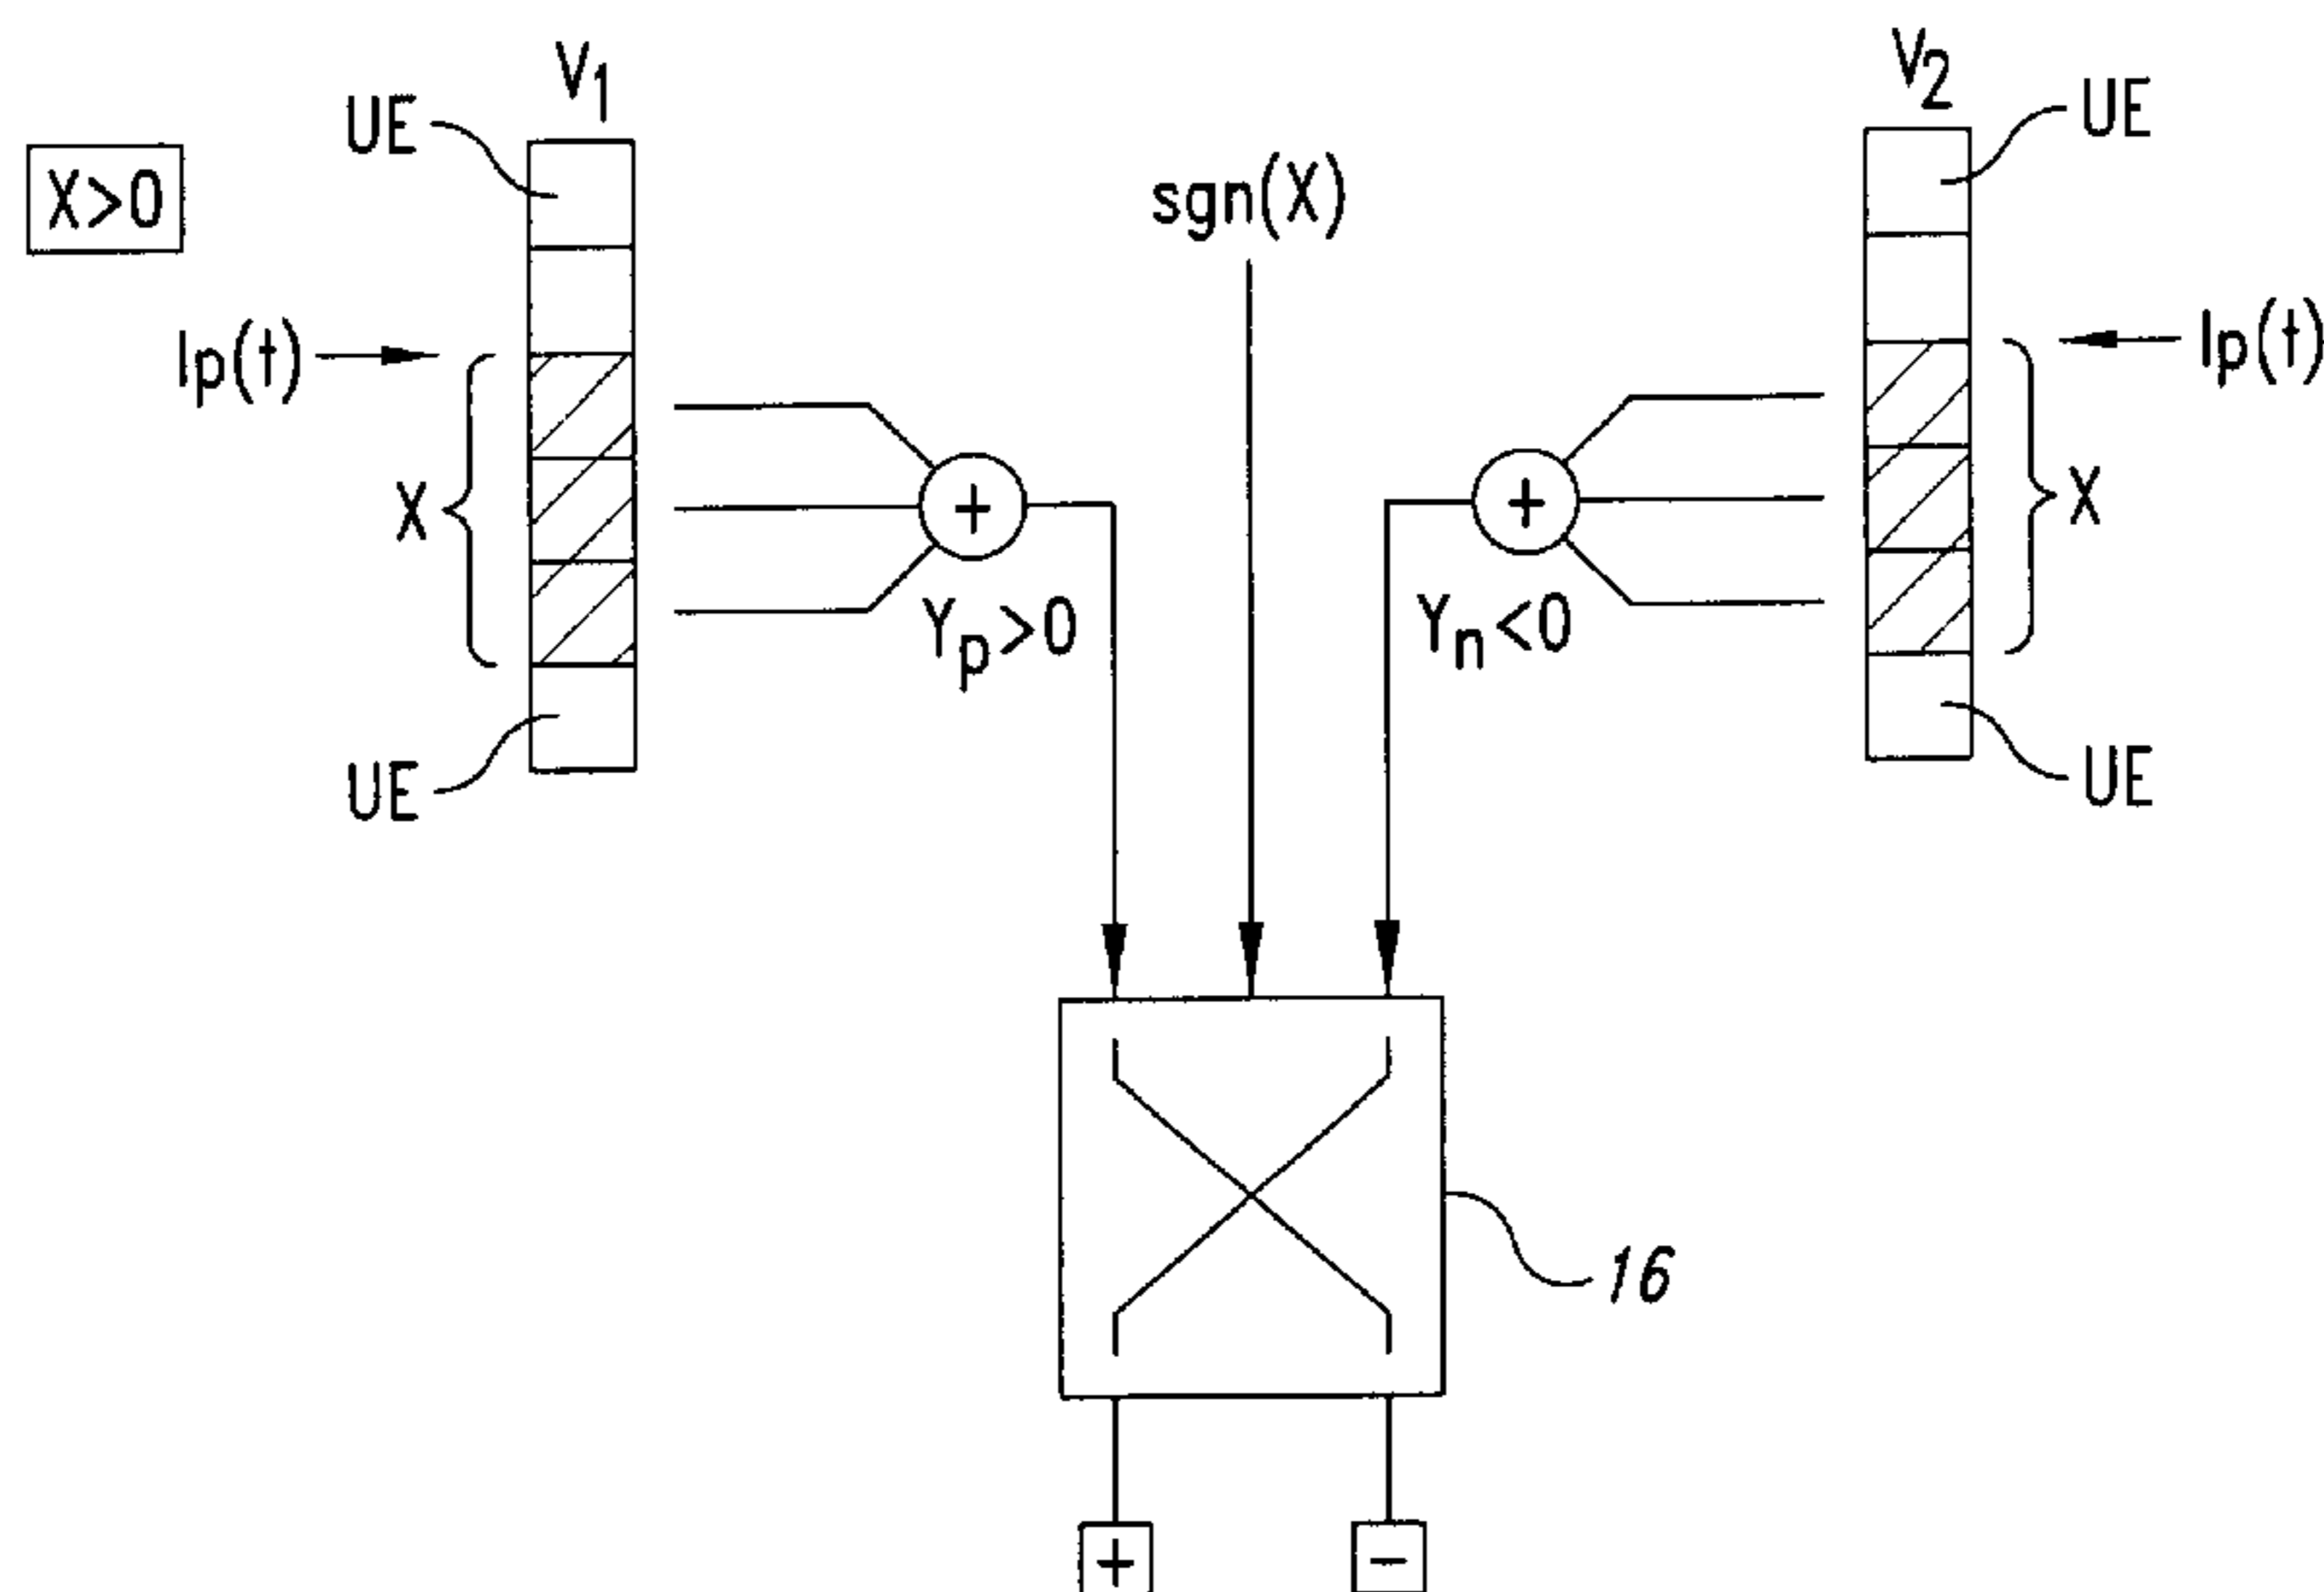 V1
V2
UE
UE
X>0
sgn(X)
Ip(t)
Ip(t)
X
+
+
X
Yp>0
Yn<0
UE
UE
16
+
−